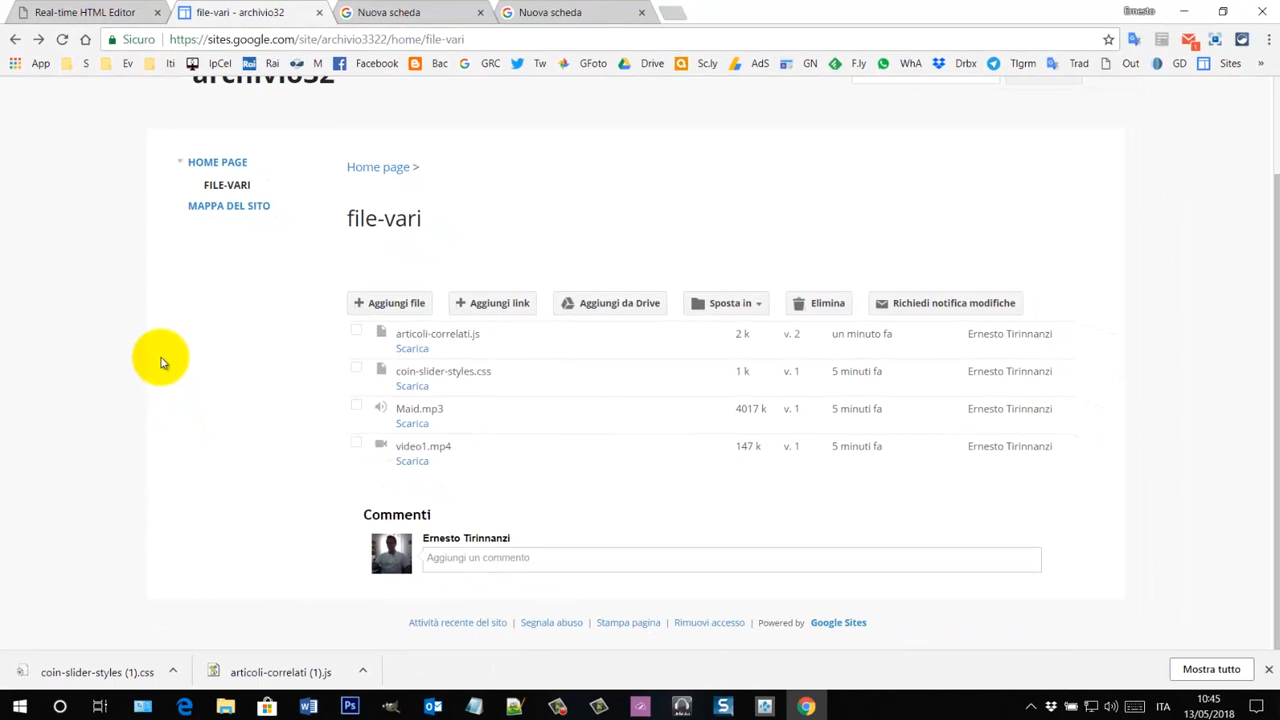 Real-time HTML Editor
file-vari - archivio32
Nuova scheda
Nuova scheda
Ernesto
Sicuro
https://sites.google.com/site/archivio3322/home/file-vari
App
S
Ev
Iti
IpCel
Rai
M
Facebook
Bac
GRC
Tw
GFoto
Drive
Sc.ly
AdS
GN
F.ly
WhA
Drbx
Tlgrm
Trad
Out
GD
Sites
»
archivio32
HOME PAGE
FILE-VARI
MAPPA DEL SITO
Home page >
file-vari
+ Aggiungi file
+ Aggiungi link
Aggiungi da Drive
Sposta in
Elimina
Richiedi notifica modifiche
articoli-correlati.js 2 k v. 2 un minuto fa Ernesto Tirinnanzi
Scarica
coin-slider-styles.css 1 k v. 1 5 minuti fa Ernesto Tirinnanzi
Scarica
Maid.mp3 4017 k v. 1 5 minuti fa Ernesto Tirinnanzi
Scarica
video1.mp4 147 k v. 1 5 minuti fa Ernesto Tirinnanzi
Scarica
Commenti
Ernesto Tirinnanzi
Aggiungi un commento
Attività recente del sito | Segnala abuso | Stampa pagina | Rimuovi accesso | Powered by Google Sites
coin-slider-styles (1).css
articoli-correlati (1).js
Mostra tutto
ITA
10:45
13/05/2018